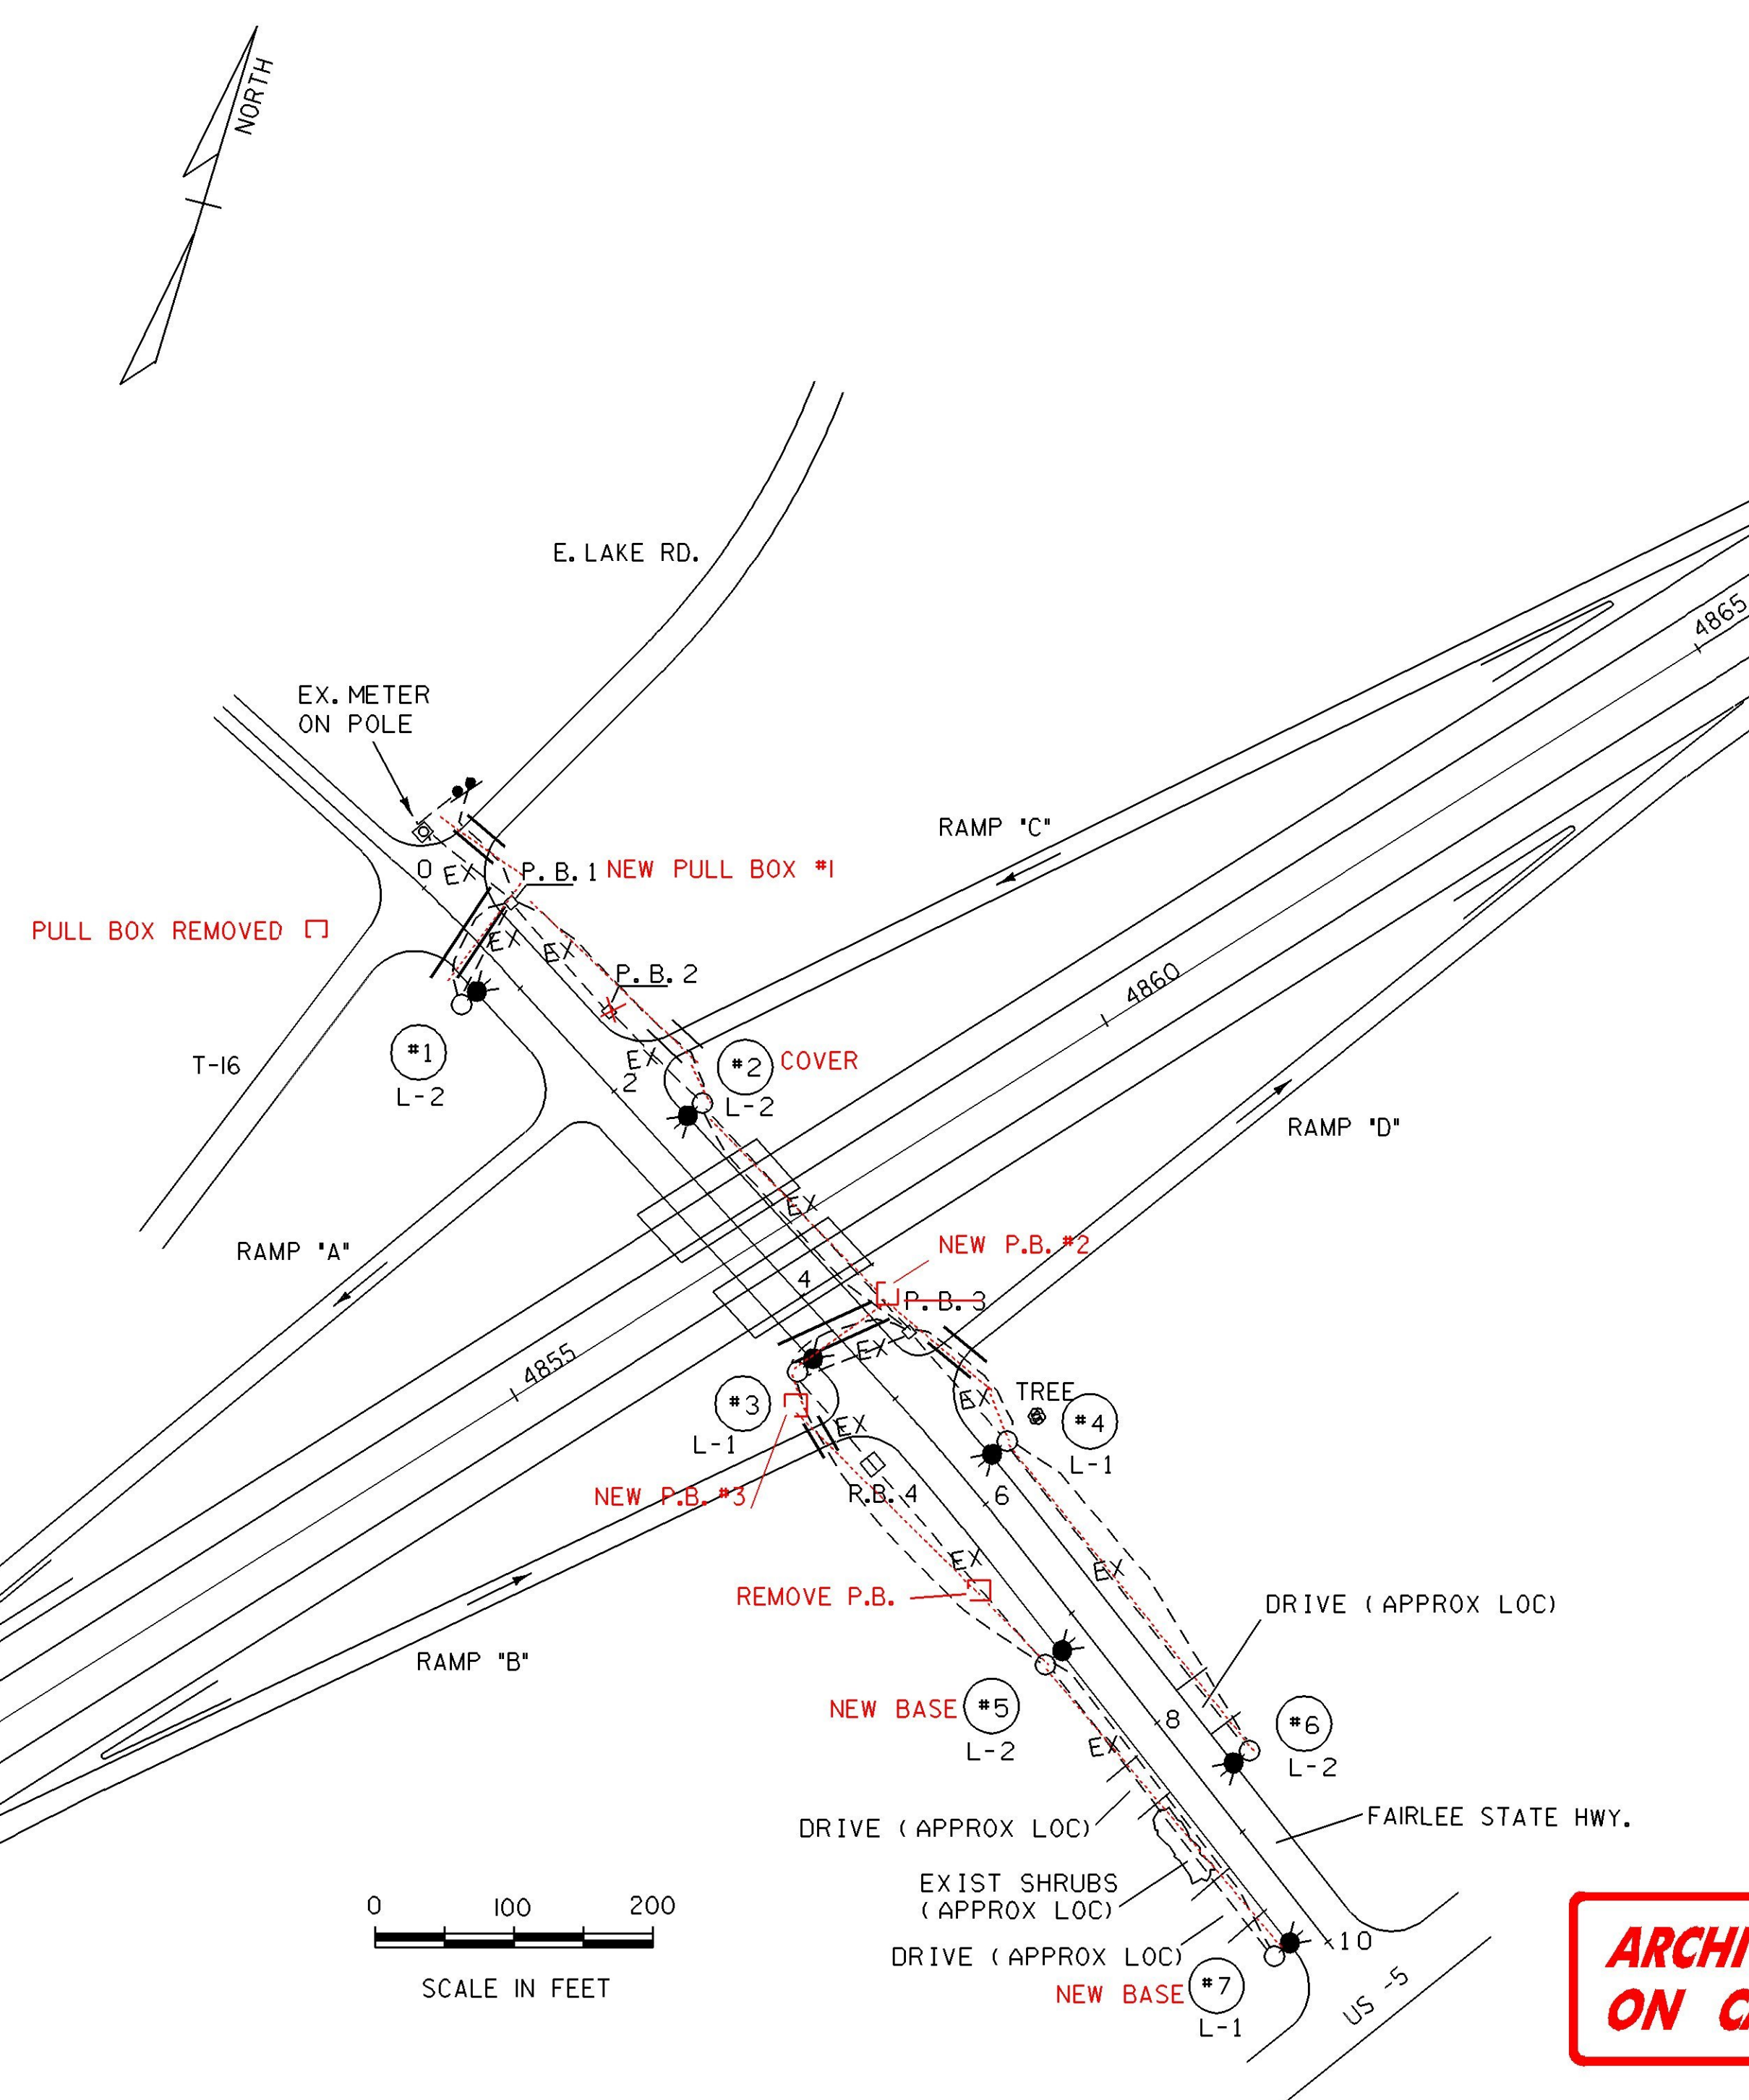 NORTH
E. LAKE RD.
4865
EX. METER
ON POLE
RAMP "C"
0
EX
P. B. 1
NEW PULL BOX #1
PULL BOX REMOVED
EX
EX
P. B. 2
4860
EX
#1
L-2
T-16
#2
COVER
2
L-2
RAMP "D"
EX
RAMP "A"
NEW P.B. #2
4
P. B. 3
EX
4855
#3
L-1
EX
TREE
#4
EX
L-1
NEW P.B. #3
P.B. 4
6
EX
EX
REMOVE P.B.
DRIVE (APPROX LOC)
RAMP "B"
NEW BASE
#5
L-2
8
#6
L-2
EX
DRIVE (APPROX LOC)
FAIRLEE STATE HWY.
EXIST SHRUBS
(APPROX LOC)
DRIVE (APPROX LOC)
10
NEW BASE
#7
L-1
US -5
0 100 200
SCALE IN FEET
ON